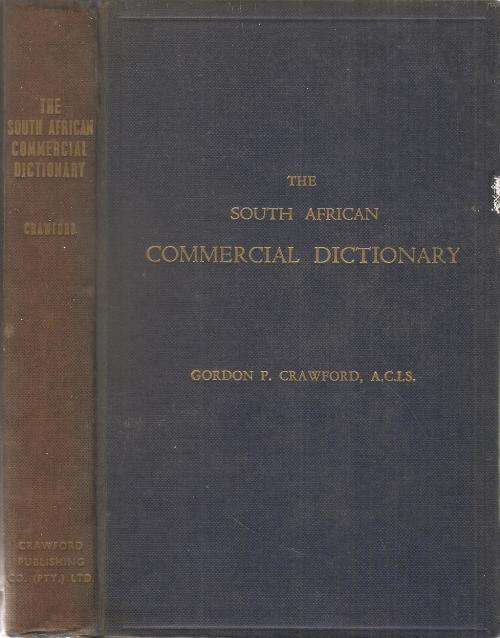 THE
SOUTH AFRICAN
COMMERCIAL
DICTIONARY
CRAWFORD
CRAWFORD
PUBLISHING
CO. (PTY.) LTD.
THE
SOUTH AFRICAN
COMMERCIAL DICTIONARY
GORDON P. CRAWFORD, A.C.I.S.